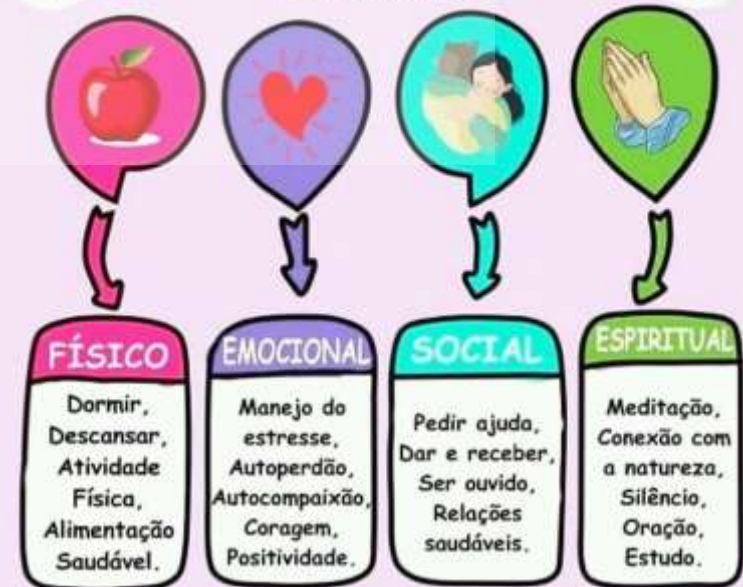 FÍSICO
Dormir,
Descansar,
Atividade
Física,
Alimentação
Saudável.
EMOCIONAL
Manejo do
estresse,
Autoperdão,
Autocompaixão,
Coragem,
Positividade.
SOCIAL
Pedir ajuda,
Dar e receber,
Ser ouvido,
Relações
saudáveis.
ESPIRITUAL
Meditação,
Conexão com
a natureza,
Silêncio,
Oração,
Estudo.